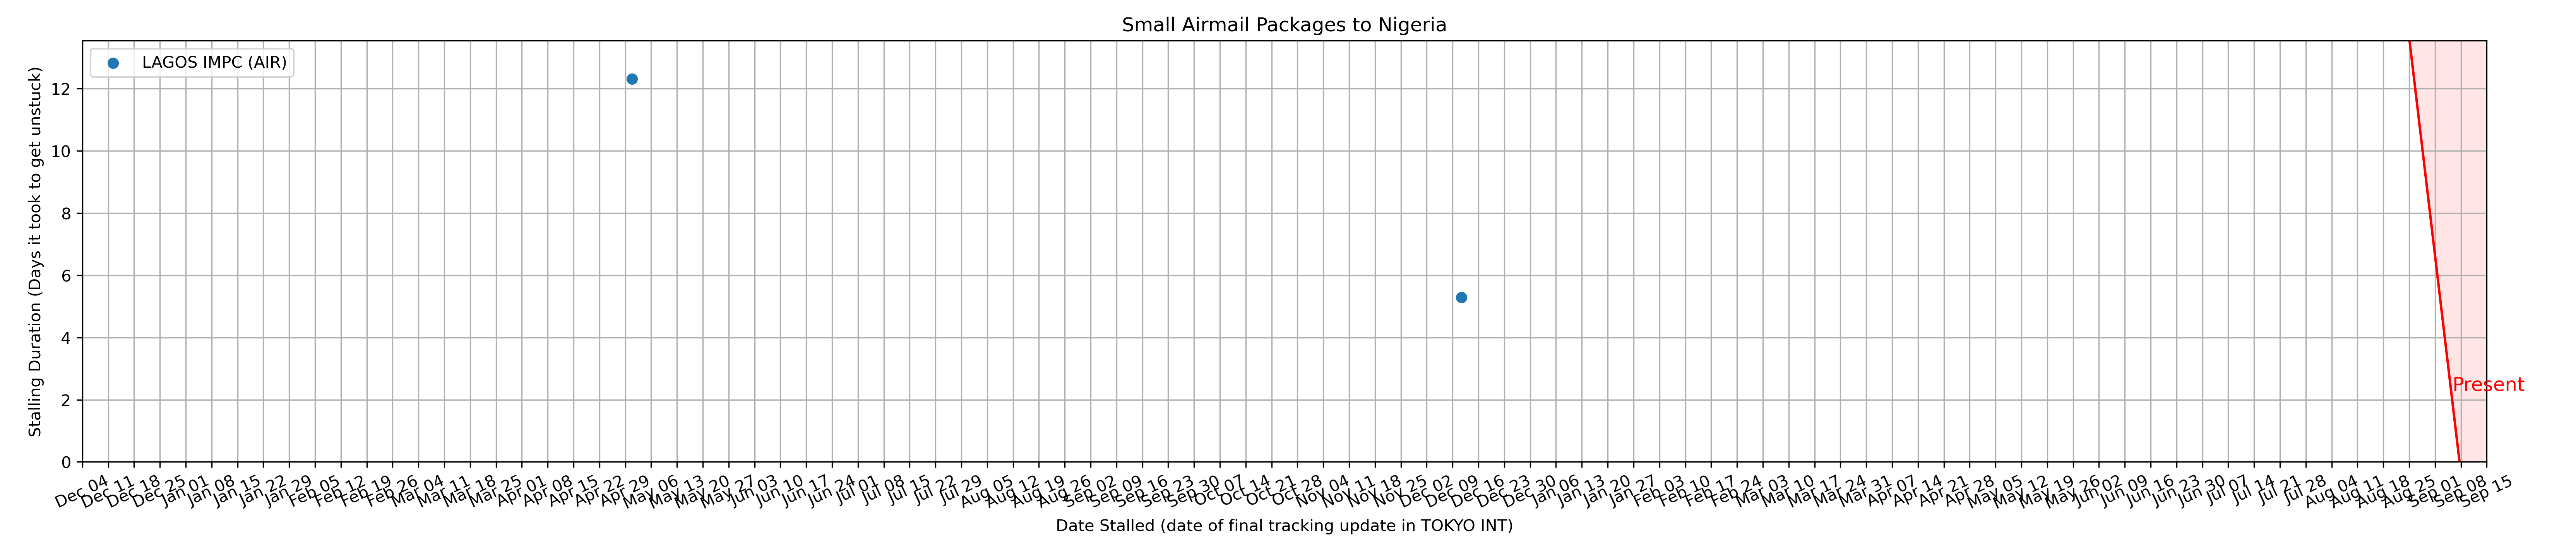 Small Airmail Packages to Nigeria
LAGOS IMPC (AIR)
Stalling Duration (Days it took to get unstuck)
12
10
8
6
4
2
0
Present
Dec 04
Dec 11
Dec 18
Dec 25
Jan 01
Jan 08
Jan 15
Jan 22
Jan 29
Feb 05
Feb 12
Feb 19
Feb 26
Mar 04
Mar 11
Mar 18
Mar 25
Apr 01
Apr 08
Apr 15
Apr 22
Apr 29
May 06
May 13
May 20
May 27
Jun 03
Jun 10
Jun 17
Jun 24
Jul 01
Jul 08
Jul 15
Jul 22
Jul 29
Aug 05
Aug 12
Aug 19
Aug 26
Sep 02
Sep 09
Sep 16
Sep 23
Sep 30
Oct 07
Oct 14
Oct 21
Oct 28
Nov 04
Nov 11
Nov 18
Nov 25
Dec 02
Dec 09
Dec 16
Dec 23
Dec 30
Jan 06
Jan 13
Jan 20
Jan 27
Feb 03
Feb 10
Feb 17
Feb 24
Mar 03
Mar 10
Mar 17
Mar 24
Mar 31
Apr 07
Apr 14
Apr 21
Apr 28
May 05
May 12
May 19
May 26
Jun 02
Jun 09
Jun 16
Jun 23
Jun 30
Jul 07
Jul 14
Jul 21
Jul 28
Aug 04
Aug 11
Aug 18
Aug 25
Sep 01
Sep 08
Sep 15
Date Stalled (date of final tracking update in TOKYO INT)